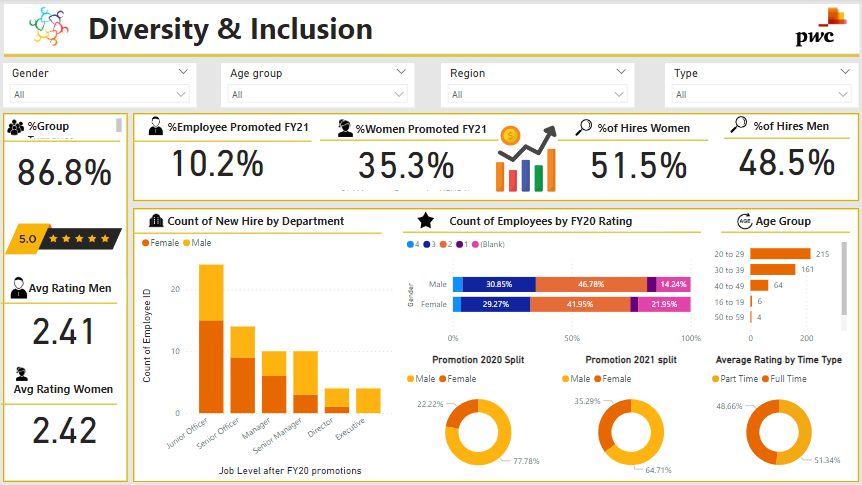 Diversity & Inclusion
pwc
Gender
All
Age group
All
Region
All
Type
All
%Group
86.8%
5.0
Avg Rating Men
2.41
Avg Rating Women
2.42
%Employee Promoted FY21
10.2%
%Women Promoted FY21
35.3%
%of Hires Women
51.5%
%of Hires Men
48.5%
Count of New Hire by Department
Female Male
Count of Employee ID
20
10
0
Junior Officer
Senior Officer
Manager
Senior Manager
Director
Executive
Job Level after FY20 promotions
Count of Employees by FY20 Rating
4 3 2 1 (Blank)
Gender
Male 30.85% 46.78% 14.24%
Female 29.27% 41.95% 21.95%
0% 50% 100%
AGE
Age Group
20 to 29 215
30 to 39 161
40 to 49 64
16 to 19 6
50 to 59 4
0 200
Promotion 2020 Split
Male Female
22.22%
77.78%
Promotion 2021 split
Male Female
35.29%
64.71%
Average Rating by Time Type
Part Time Full Time
48.66%
51.34%